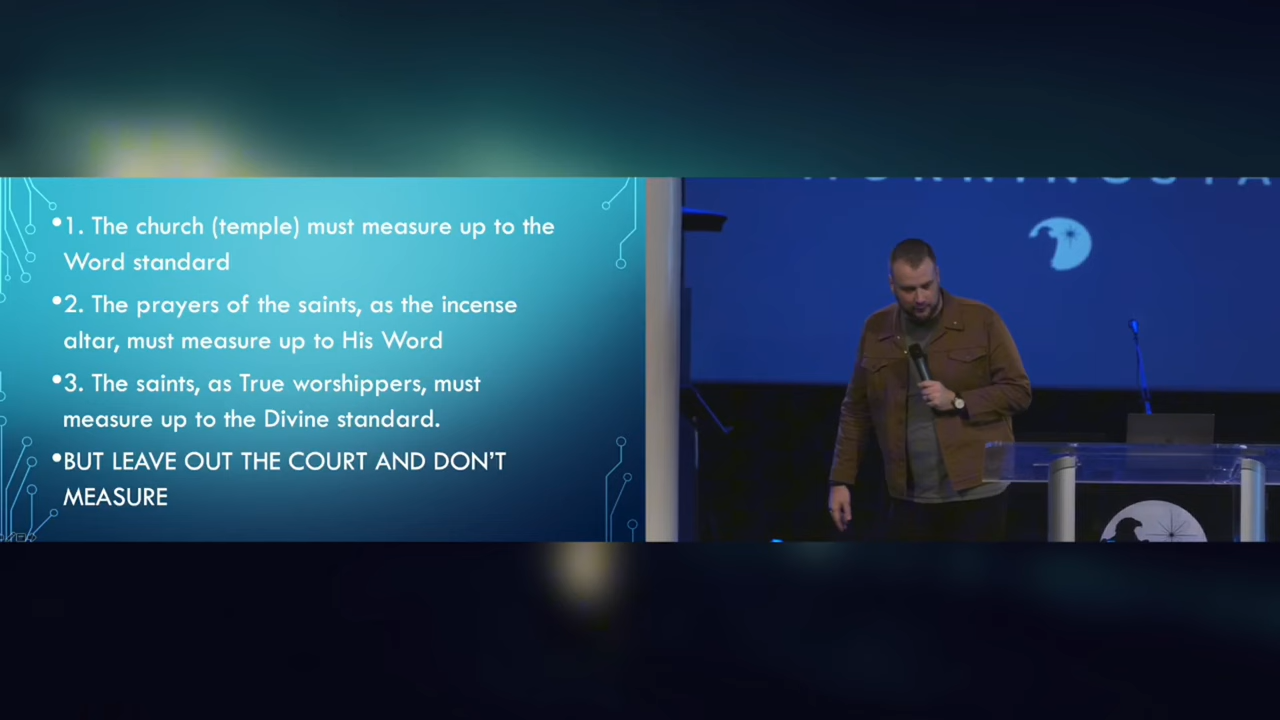 •1. The church (temple) must measure up to the
Word standard
•2. The prayers of the saints, as the incense
altar, must measure up to His Word
•3. The saints, as True worshippers, must
measure up to the Divine standard.
•BUT LEAVE OUT THE COURT AND DON'T
MEASURE